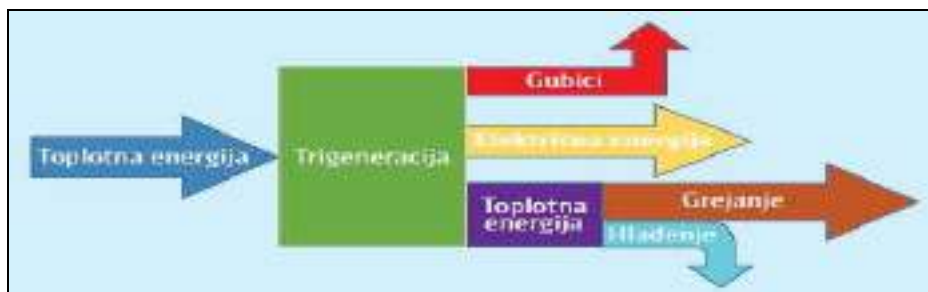 Gubici
Toplotna energija
Trigeneracija
Električna energija
Toplotna
energija
Grejanje
Hlađenje